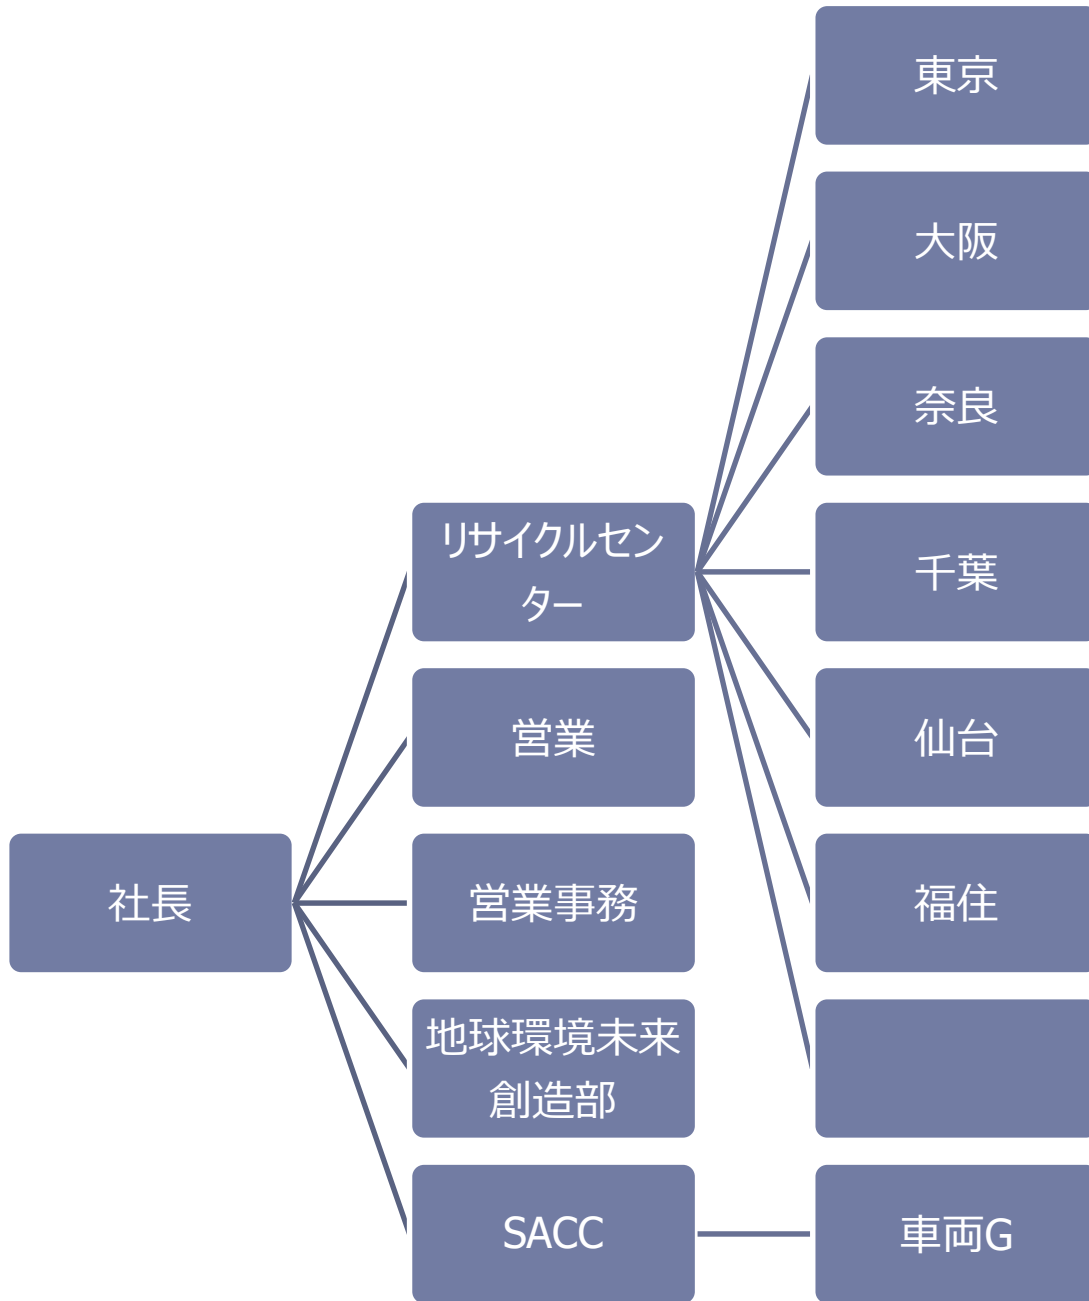 東京
大阪
奈良
リサイクルセン
ター
千葉
営業
仙台
社長
営業事務
福住
地球環境未来
創造部
SACC
車両G